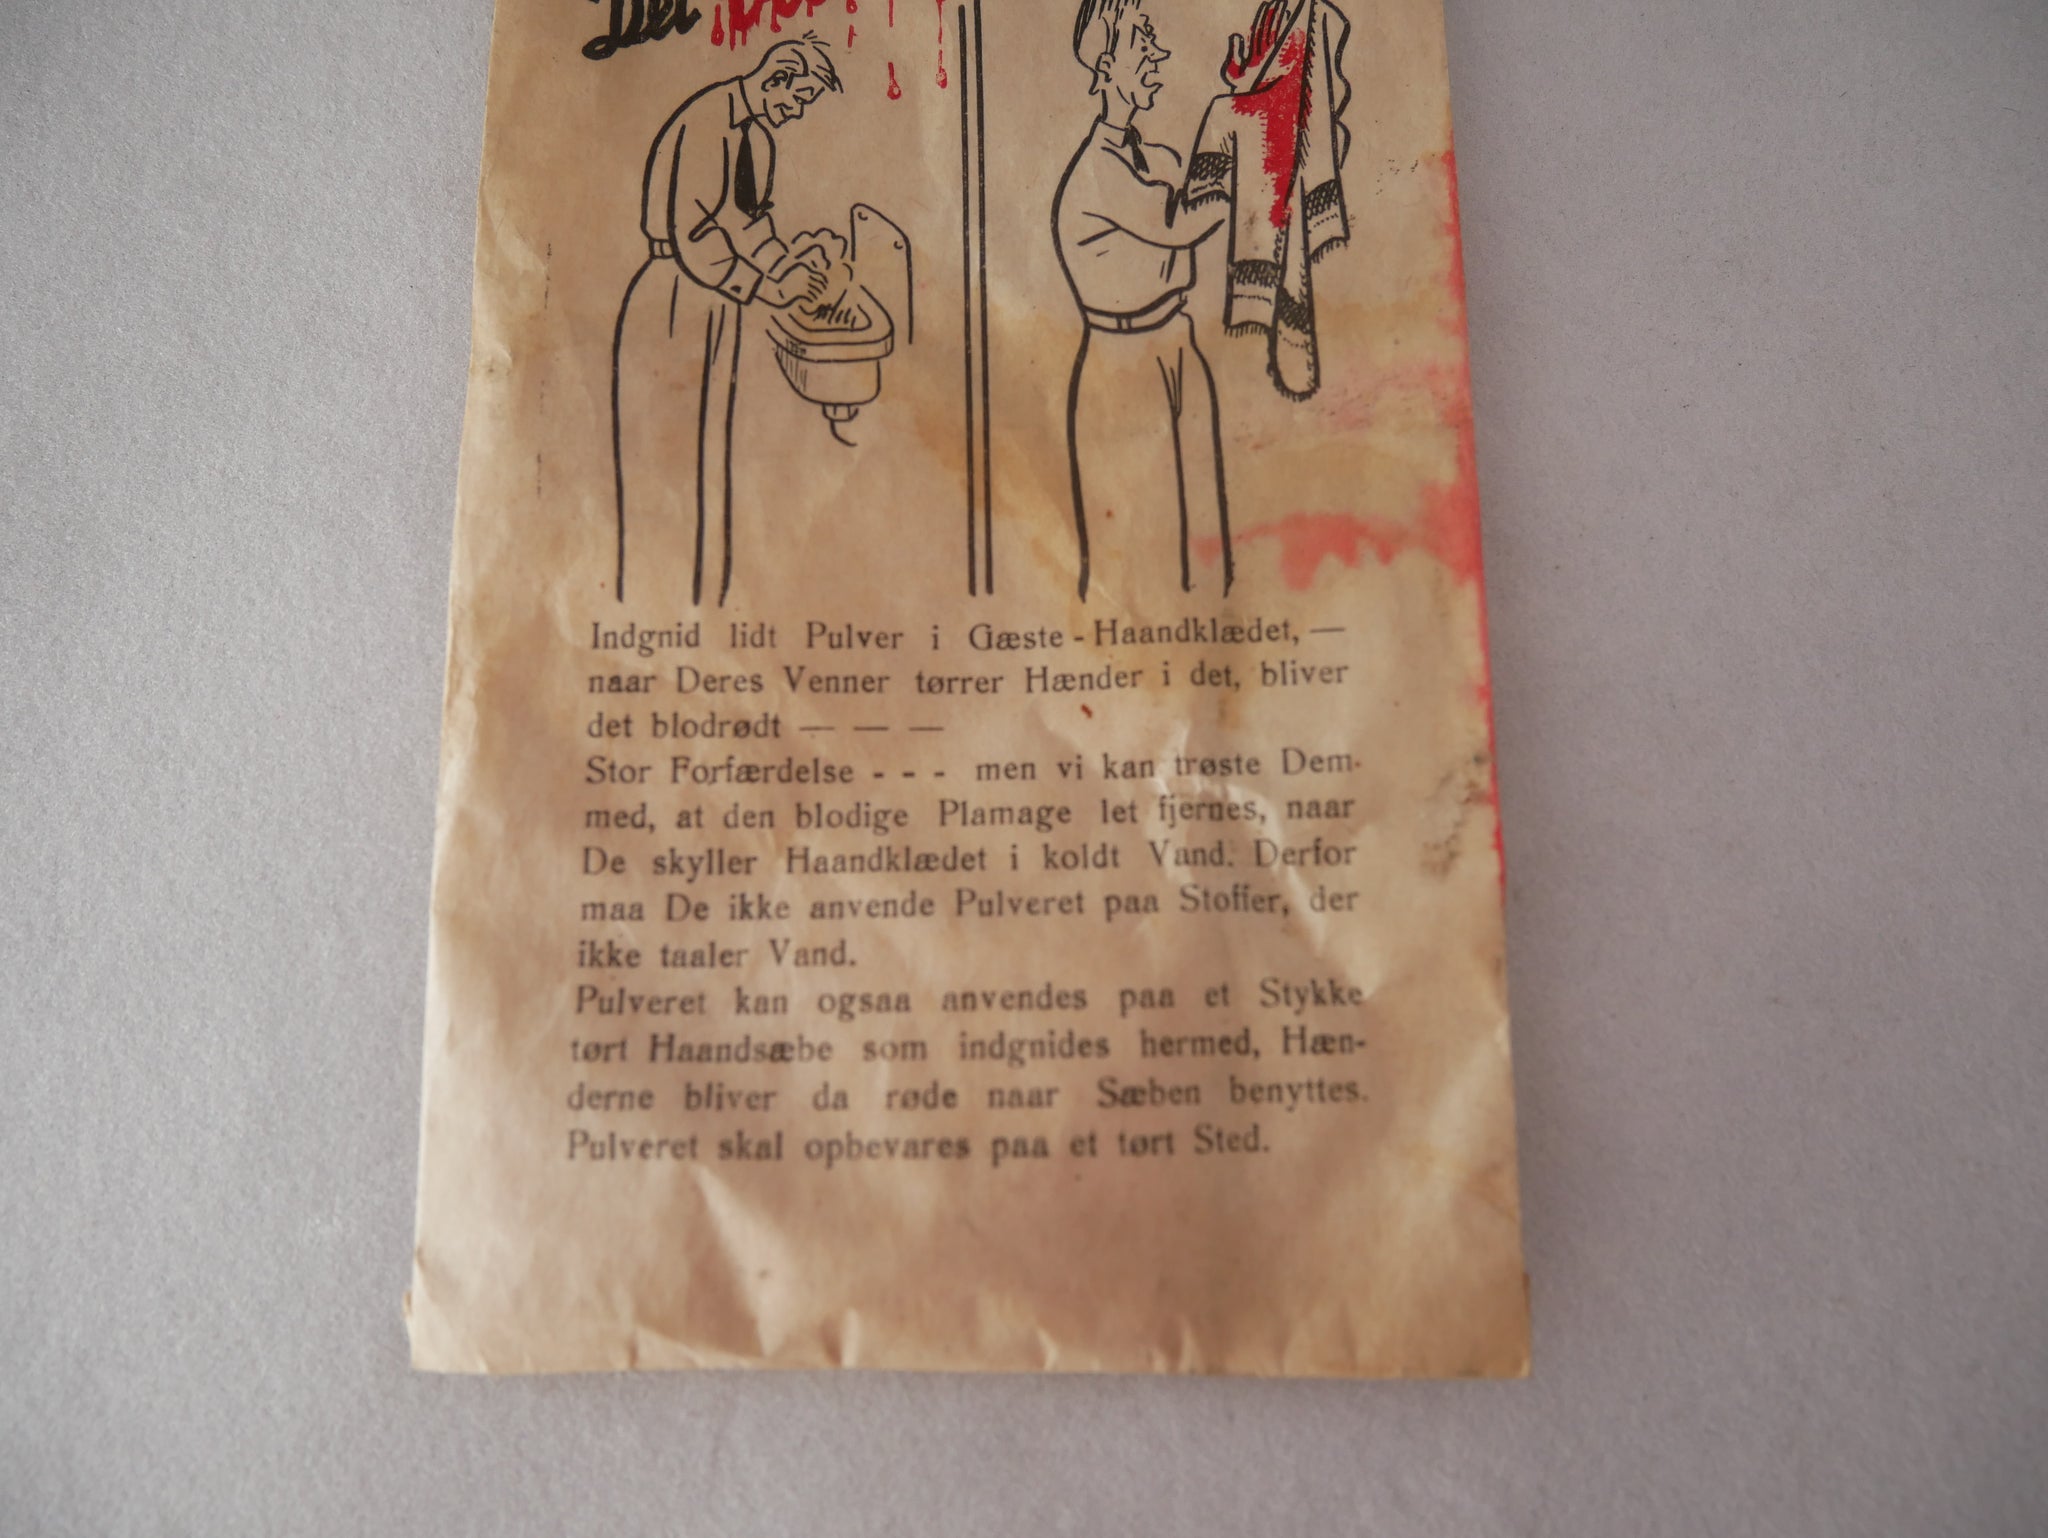 Det
Indgnid lidt Pulver i Gæste-Haandklædet, —
naar Deres Venner tørrer Hænder i det, bliver
det blodrødt — — —
Stor Forfærdelse - - - men vi kan trøste Dem
med, at den blodige Plamage let fjernes, naar
De skyller Haandklædet i koldt Vand. Derfor
maa De ikke anvende Pulveret paa Stoffer, der
ikke taaler Vand.
Pulveret kan ogsaa anvendes paa et Stykke
tørt Haandsæbe som indgnides hermed, Hæn-
derne bliver da røde naar Sæben benyttes.
Pulveret skal opbevares paa et tørt Sted.